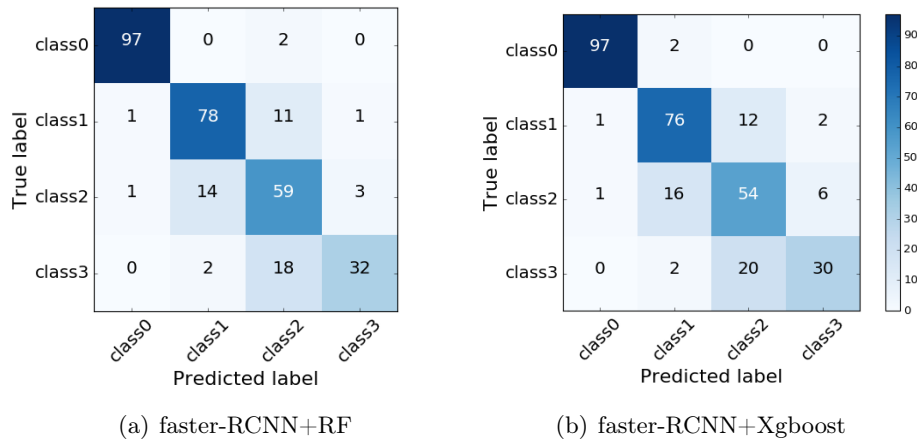 class0 97 0 2 0
class1 1 78 11 1
class2 1 14 59 3
class3 0 2 18 32
True label
class0 class1 class2 class3
Predicted label
(a) faster-RCNN+RF
class0 97 2 0 0
class1 1 76 12 2
class2 1 16 54 6
class3 0 2 20 30
True label
class0 class1 class2 class3
Predicted label
90
80
70
60
50
40
30
20
10
0
(b) faster-RCNN+Xgboost